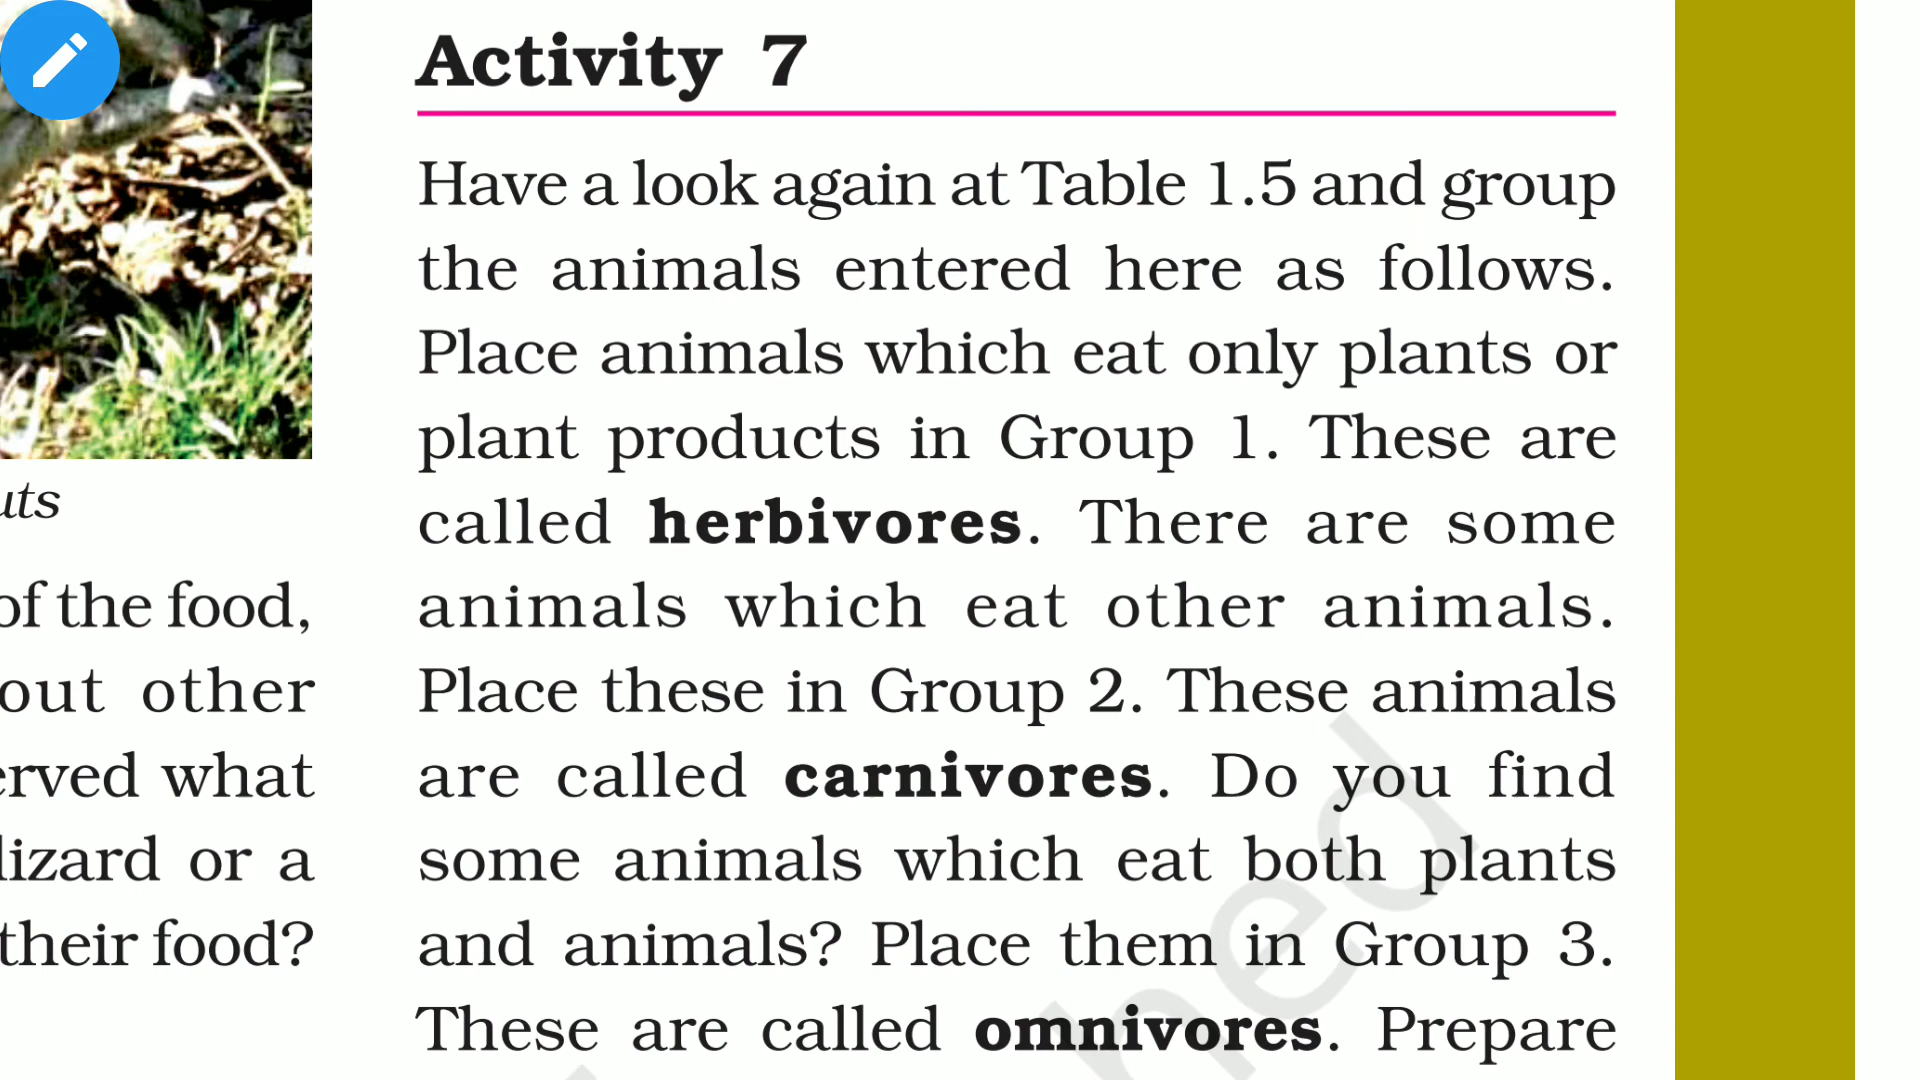 uts
of the food,
out other
erved what
lizard or a
their food?
Activity 7
Have a look again at Table 1.5 and group
the animals entered here as follows.
Place animals which eat only plants or
plant products in Group 1. These are
called herbivores. There are some
animals which eat other animals.
Place these in Group 2. These animals
are called carnivores. Do you find
some animals which eat both plants
and animals? Place them in Group 3.
These are called omnivores. Prepare
hed